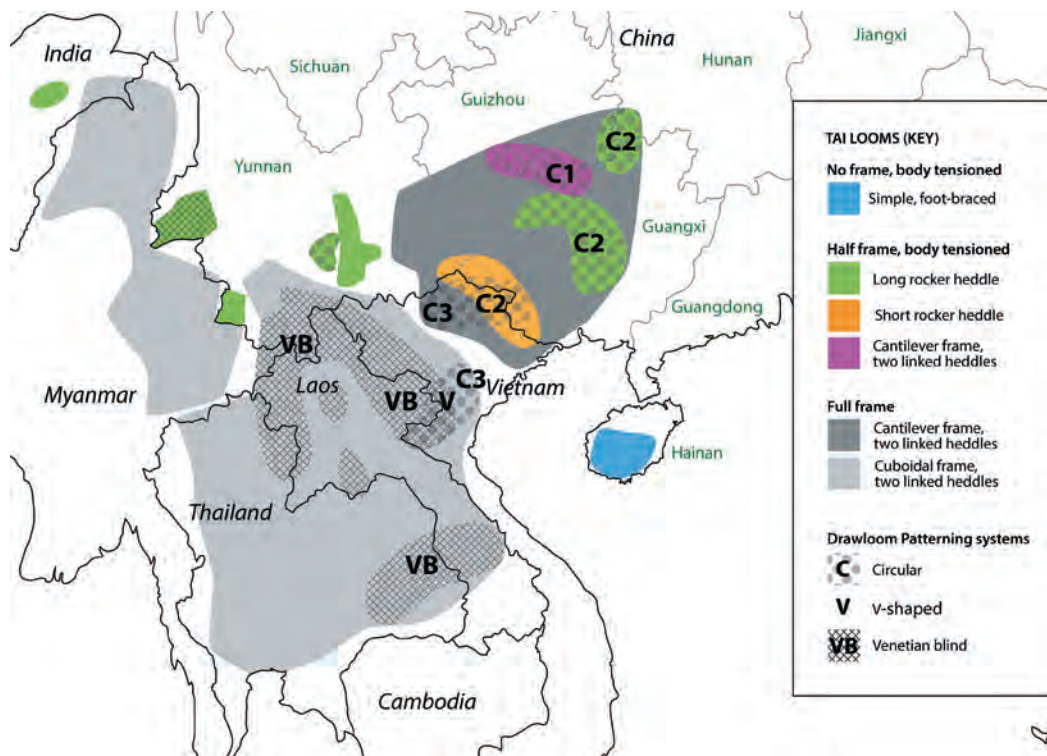 India
China
Jiangxi
Sichuan
Hunan
Guizhou
Yunnan
C2
C1
Guangxi
C2
Guangdong
C3
C2
VB
Laos
C3
VB
V
Vietnam
Myanmar
Hainan
Thailand
VB
Cambodia
TAI LOOMS (KEY)
No frame, body tensioned
Simple, foot-braced
Half frame, body tensioned
Long rocker heddle
Short rocker heddle
Cantilever frame,
two linked heddles
Full frame
Cantilever frame,
two linked heddles
Cuboidal frame,
two linked heddles
Drawloom Patterning systems
C Circular
V V-shaped
VB Venetian blind